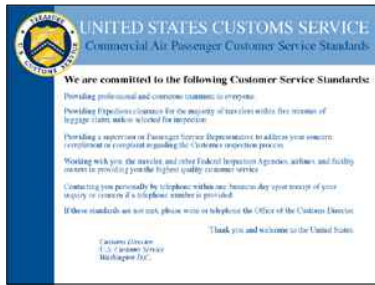 TREASURY
U.S. CUSTOMS SERVICE
UNITED STATES CUSTOMS SERVICE
Commercial Air Passenger Customer Service Standards
We are committed to the following Customer Service Standards:
Providing professional and courteous treatment to everyone.
Providing Expeditious clearance for the majority of travelers within five minutes of
luggage claim, unless selected for inspection.
Providing a supervisor or Passenger Service Representative to address your concern,
compliment or complaint regarding the Customer inspection process.
Working with you, the traveler, and other Federal Inspection Agencies, airlines, and facility
owners in providing you the highest quality customer service.
Contacting you personally by telephone within one business day upon receipt of your
inquiry or concern if a telephone number is provided.
If these standards are not met, please write or telephone the Office of the Customs Director.
Thank you and welcome to the United States.
Customs Director
U.S. Customs Service
Washington D.C.